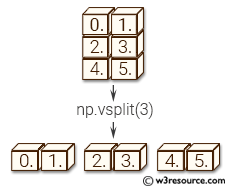 0. 1.
2. 3.
4. 5.
np.vsplit(3)
0. 1. 2. 3. 4. 5.
© w3resource.com